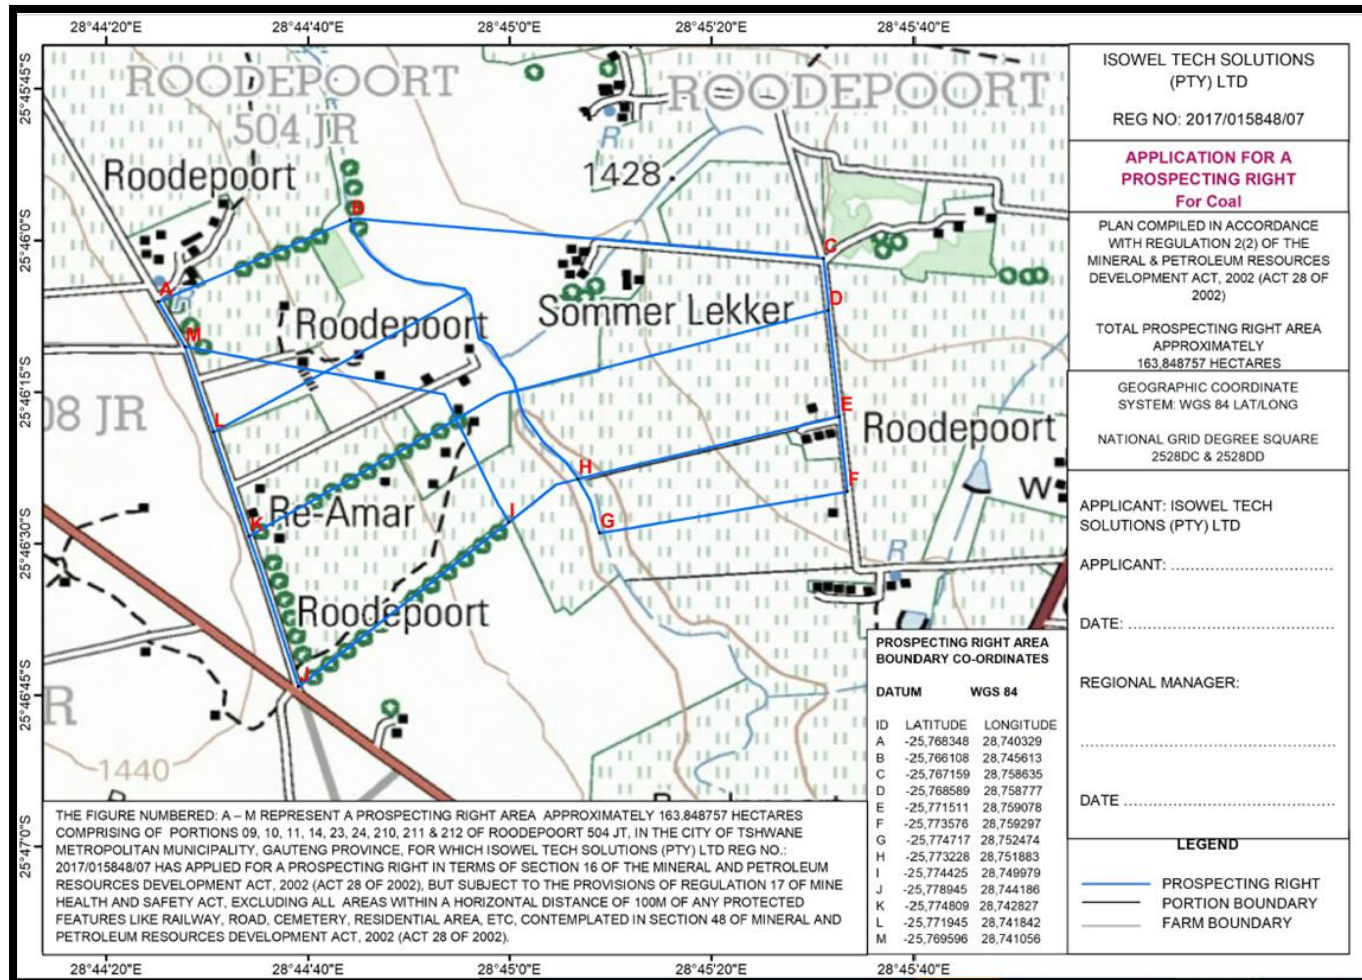 28°44'20"E 28°44'40"E 28°45'0"E 28°45'20"E 28°45'40"E
25°45'45"S
25°46'0"S
25°46'15"S
25°46'30"S
25°46'45"S
25°47'0"S
ROODEPOORT
504 JR
ROODEPOORT
R
1428
Roodepoort
B
C
A
R
D
Sommer Lekker
M
Roodepoort
08 JR
L
E
Roodepoort
H
F
W
I
K
Re-Amar
G
R
Roodepoort
J
R
1440
THE FIGURE NUMBERED: A – M REPRESENT A PROSPECTING RIGHT AREA APPROXIMATELY 163.848757 HECTARES
COMPRISING OF PORTIONS 09, 10, 11, 14, 23, 24, 210, 211 & 212 OF ROODEPOORT 504 JT, IN THE CITY OF TSHWANE
METROPOLITAN MUNICIPALITY, GAUTENG PROVINCE, FOR WHICH ISOWEL TECH SOLUTIONS (PTY) LTD REG NO.:
2017/015848/07 HAS APPLIED FOR A PROSPECTING RIGHT IN TERMS OF SECTION 16 OF THE MINERAL AND PETROLEUM
RESOURCES DEVELOPMENT ACT, 2002 (ACT 28 OF 2002), BUT SUBJECT TO THE PROVISIONS OF REGULATION 17 OF MINE
HEALTH AND SAFETY ACT, EXCLUDING ALL AREAS WITHIN A HORIZONTAL DISTANCE OF 100M OF ANY PROTECTED
FEATURES LIKE RAILWAY, ROAD, CEMETERY, RESIDENTIAL AREA, ETC, CONTEMPLATED IN SECTION 48 OF MINERAL AND
PETROLEUM RESOURCES DEVELOPMENT ACT, 2002 (ACT 28 OF 2002).
PROSPECTING RIGHT AREA
BOUNDARY CO-ORDINATES
DATUM WGS 84
ID LATITUDE LONGITUDE
A -25,768348 28,740329
B -25,766108 28,745613
C -25,767159 28,758635
D -25,768589 28,758777
E -25,771511 28,759078
F -25,773576 28,759297
G -25,774717 28,752474
H -25,773228 28,751883
I -25,774425 28,749979
J -25,778945 28,744186
K -25,774809 28,742827
L -25,771945 28,741842
M -25,769596 28,741056
ISOWEL TECH SOLUTIONS
(PTY) LTD
REG NO: 2017/015848/07
APPLICATION FOR A
PROSPECTING RIGHT
For Coal
PLAN COMPILED IN ACCORDANCE
WITH REGULATION 2(2) OF THE
MINERAL & PETROLEUM RESOURCES
DEVELOPMENT ACT, 2002 (ACT 28 OF
2002)
TOTAL PROSPECTING RIGHT AREA
APPROXIMATELY
163,848757 HECTARES
GEOGRAPHIC COORDINATE
SYSTEM: WGS 84 LAT/LONG
NATIONAL GRID DEGREE SQUARE
2528DC & 2528DD
APPLICANT: ISOWEL TECH
SOLUTIONS (PTY) LTD
APPLICANT: ..............................
DATE: ......................................
REGIONAL MANAGER:
...............................................
DATE .......................................
LEGEND
PROSPECTING RIGHT
PORTION BOUNDARY
FARM BOUNDARY
28°44'20"E 28°44'40"E 28°45'0"E 28°45'20"E 28°45'40"E